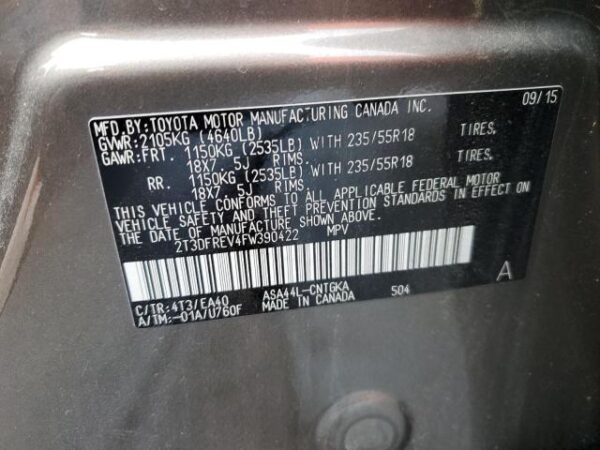 MFD.BY:TOYOTA MOTOR MANUFACTURING CANADA INC. 09/15
GVWR:2105KG (4640LB)
GAWR:FRT. 1150KG (2535LB) WITH 235/55R18 TIRES.
18X7. 5J RIMS.
RR. 1150KG (2535LB) WITH 235/55R18 TIRES.
18X7. 5J RIMS.
THIS VEHICLE CONFORMS TO ALL APPLICABLE FEDERAL MOTOR
VEHICLE SAFETY AND THEFT PREVENTION STANDARDS IN EFFECT ON
THE DATE OF MANUFACTURE SHOWN ABOVE.
2T3DFREV4FW390422 MPV
C/TR:4T3/EA40 ASA44L-CNTGKA 504 A
A/TM:-01A/U760F MADE IN CANADA